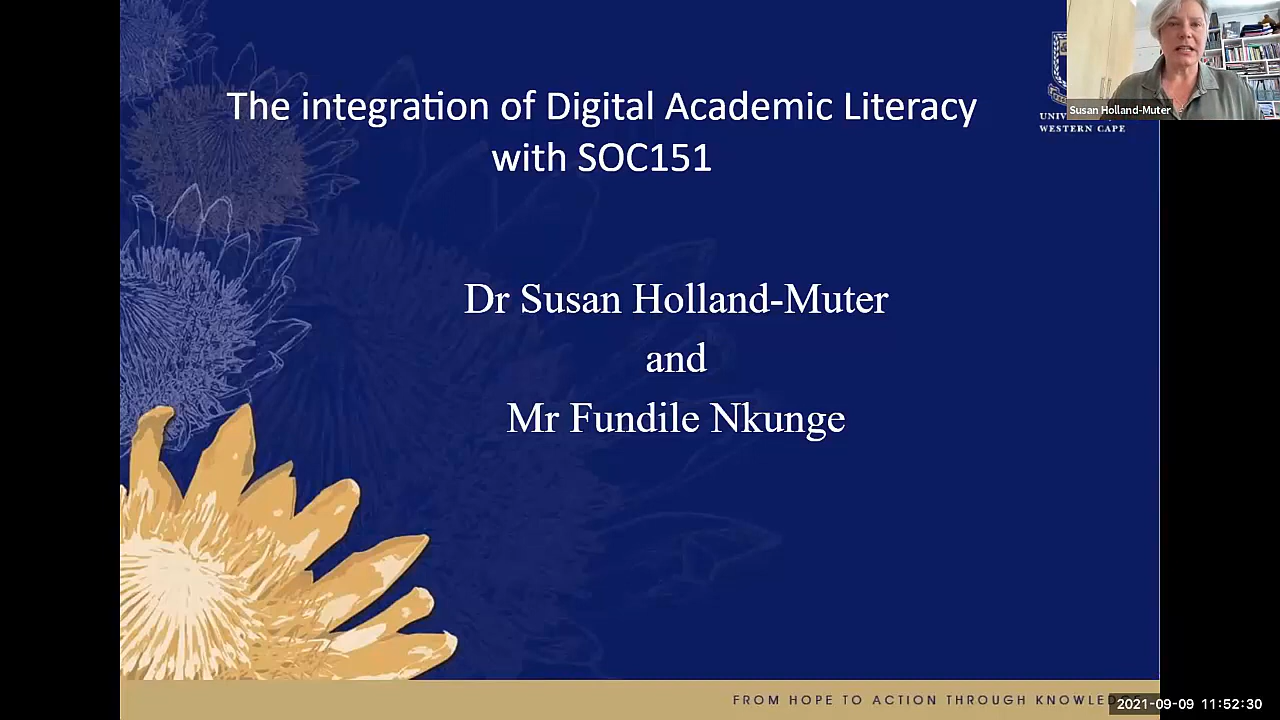 The integration of Digital Academic Literacy
with SOC151
Susan Holland-Muter
WESTERN CAPE
Dr Susan Holland-Muter
and
Mr Fundile Nkunge
FROM HOPE TO ACTION THROUGH
2021-09-09 11:52:30